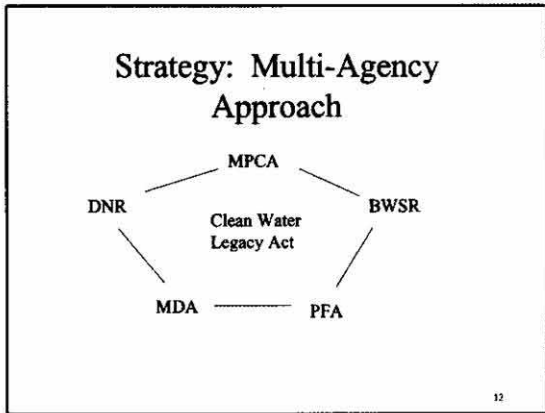 Strategy: Multi-Agency
Approach
MPCA
DNR
BWSR
Clean Water
Legacy Act
MDA
PFA
12